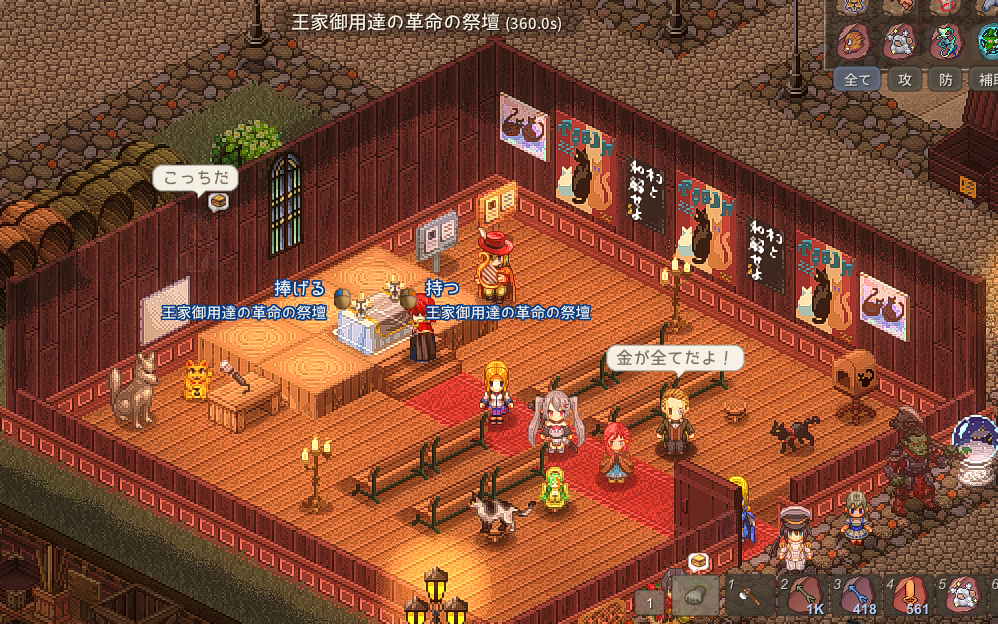 王家御用達の革命の祭壇 (360.0s)
全て
攻
防
補助
こっちだ
ねこと
和解せよ
ねこと
和解せよ
捧げる
王家御用達の革命の祭壇
持つ
王家御用達の革命の祭壇
金が全てだよ！
1
1
2
1K
3
418
4
561
5
6